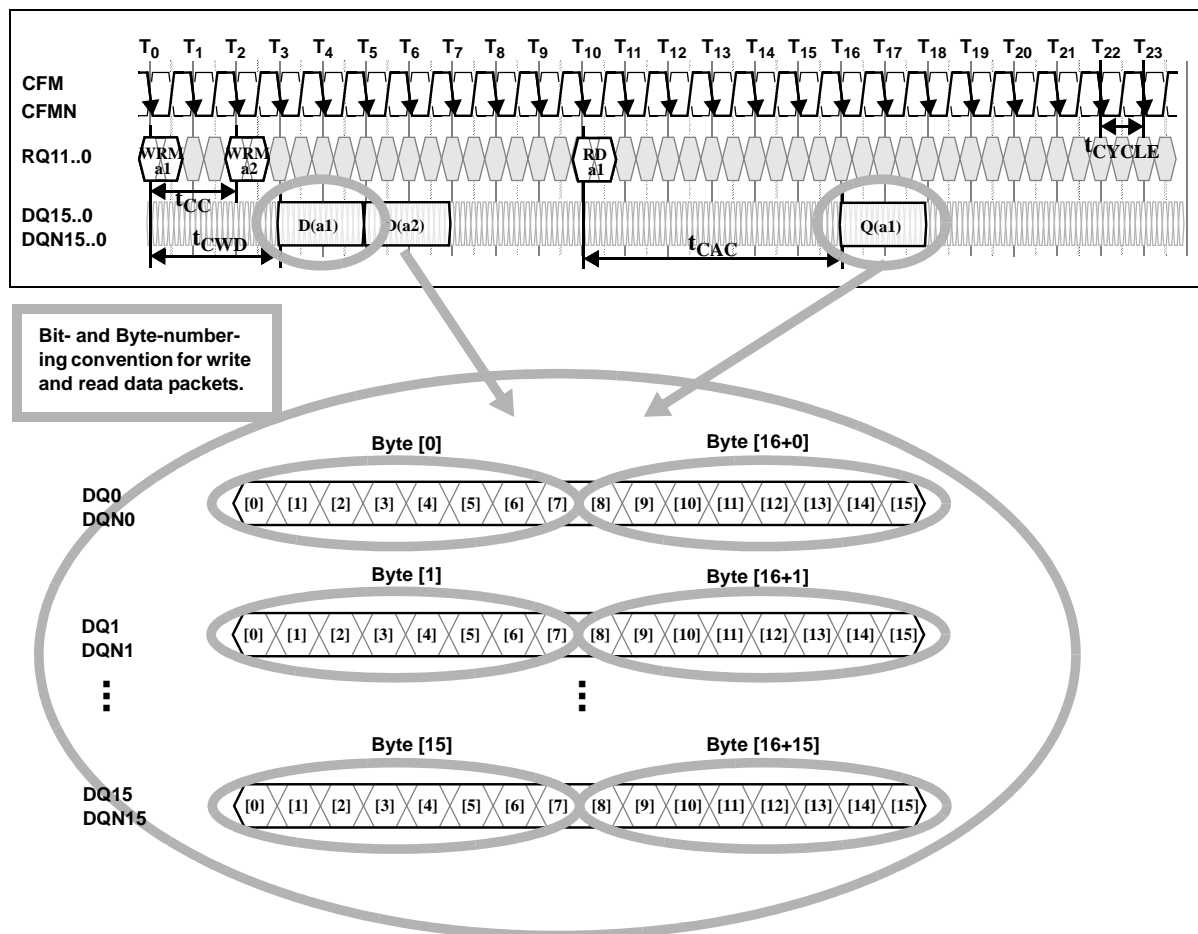 T0 T1 T2 T3 T4 T5 T6 T7 T8 T9 T10 T11 T12 T13 T14 T15 T16 T17 T18 T19 T20 T21 T22 T23
CFM
CFMN
RQ11..0
WRM a1
WRM a2
RD a1
tCYCLE
tCC
DQ15..0
DQN15..0
D(a1)
D(a2)
Q(a1)
tCWD
tCAC
Bit- and Byte-number-
ing convention for write
and read data packets.
Byte [0] Byte [16+0]
DQ0
DQN0
[0] [1] [2] [3] [4] [5] [6] [7] [8] [9] [10] [11] [12] [13] [14] [15]
Byte [1] Byte [16+1]
DQ1
DQN1
[0] [1] [2] [3] [4] [5] [6] [7] [8] [9] [10] [11] [12] [13] [14] [15]
Byte [15] Byte [16+15]
DQ15
DQN15
[0] [1] [2] [3] [4] [5] [6] [7] [8] [9] [10] [11] [12] [13] [14] [15]